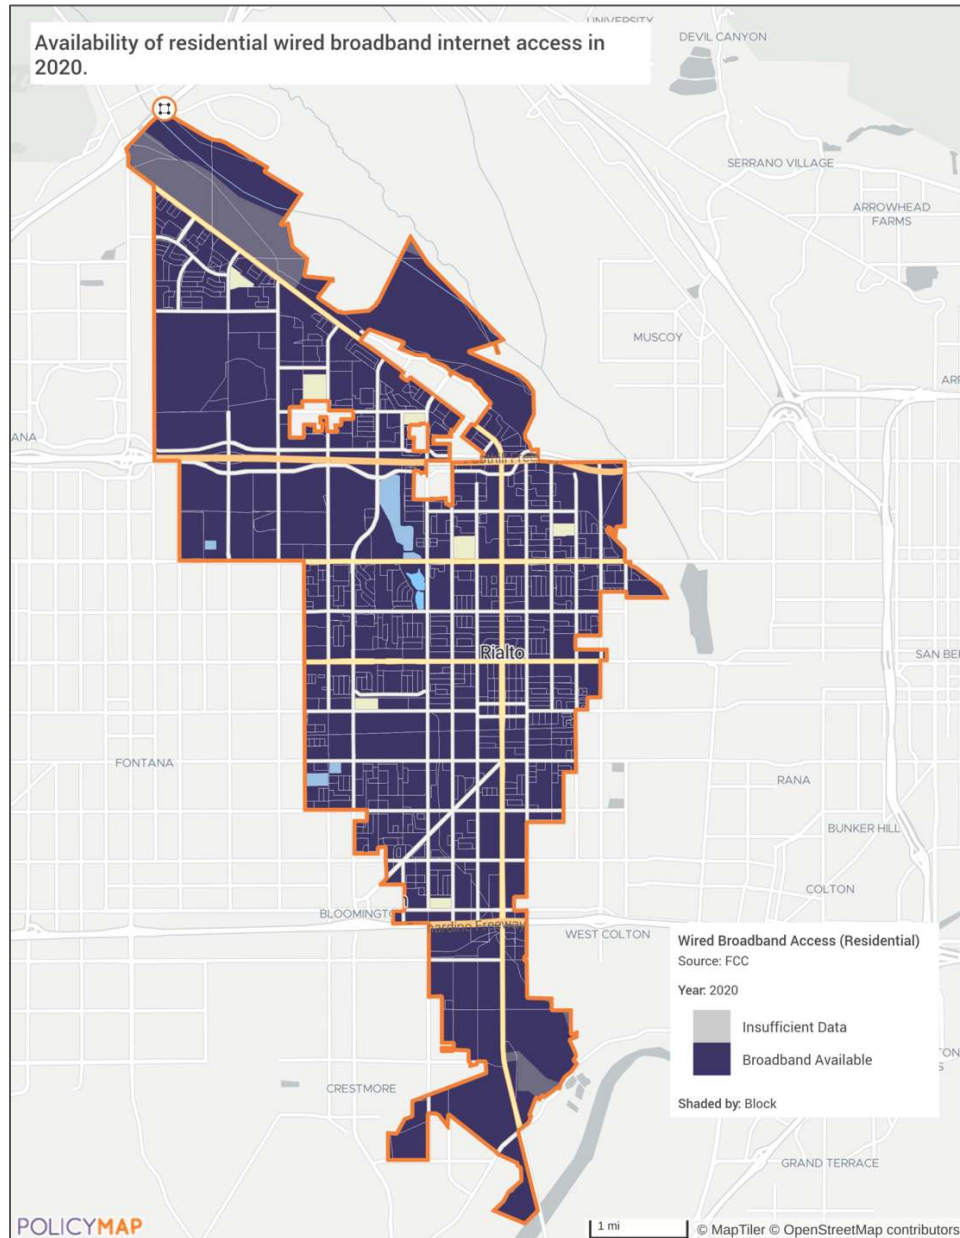 UNIVERSITY
DEVIL CANYON
Availability of residential wired broadband internet access in
2020.
SERRANO VILLAGE
ARROWHEAD
FARMS
MUSCOY
Rialto
FONTANA
RANA
BUNKER HILL
COLTON
BLOOMINGTO
WEST COLTON
Wired Broadband Access (Residential)
Source: FCC
Year: 2020
Insufficient Data
Broadband Available
Shaded by: Block
CRESTMORE
GRAND TERRACE
POLICYMAP
1 mi
© MapTiler © OpenStreetMap contributors